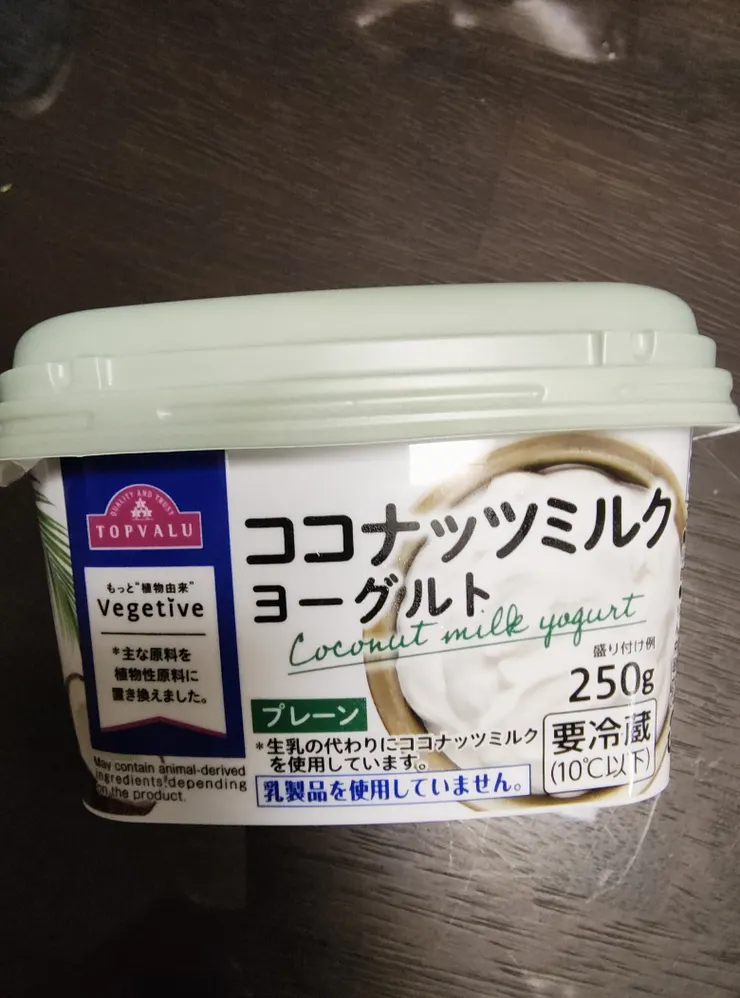 QUALITY AND TRUST
TOPVALU
もっと"植物由来"
Vegetive
*主な原料を
植物性原料に
置き換えました。
May contain animal-derived
ingredients, depending
on the product.
ココナッツミルク
ヨーグルト
Coconut milk yogurt
盛り付け例
250g
プレーン
*生乳の代わりにココナッツミルク
を使用しています。
乳製品を使用していません。
要冷蔵
(10℃以下)